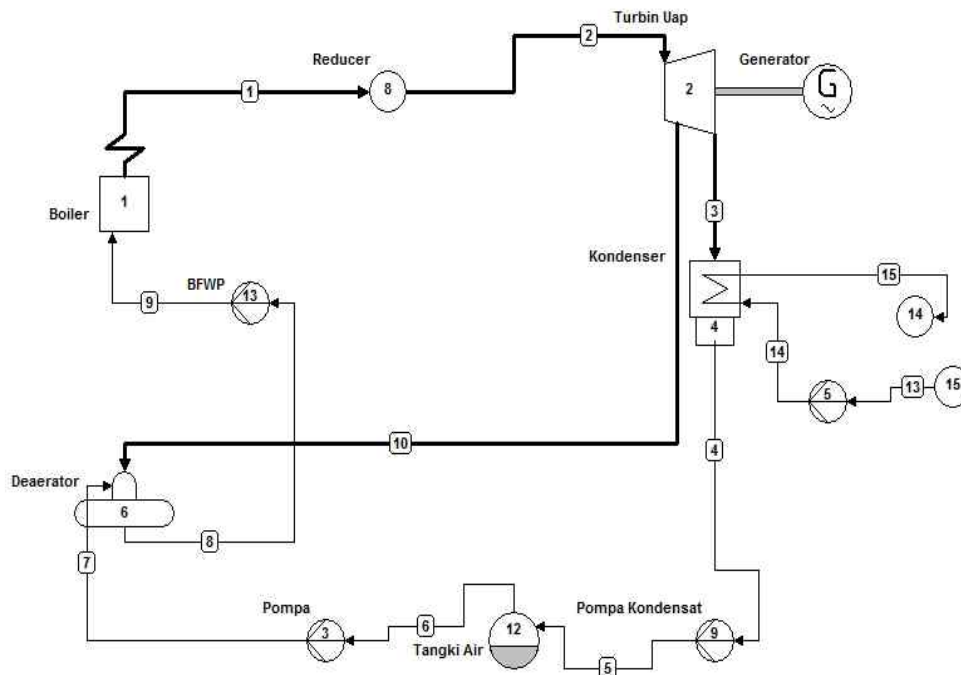 Turbin Uap
2
Reducer
Generator
8
2
G
1
1
Boiler
3
Kondenser
BFWP
15
9
13
4
14
14
13
15
5
10
4
Deaerator
6
8
7
Pompa
6
12
Pompa Kondensat
3
9
Tangki Air
5